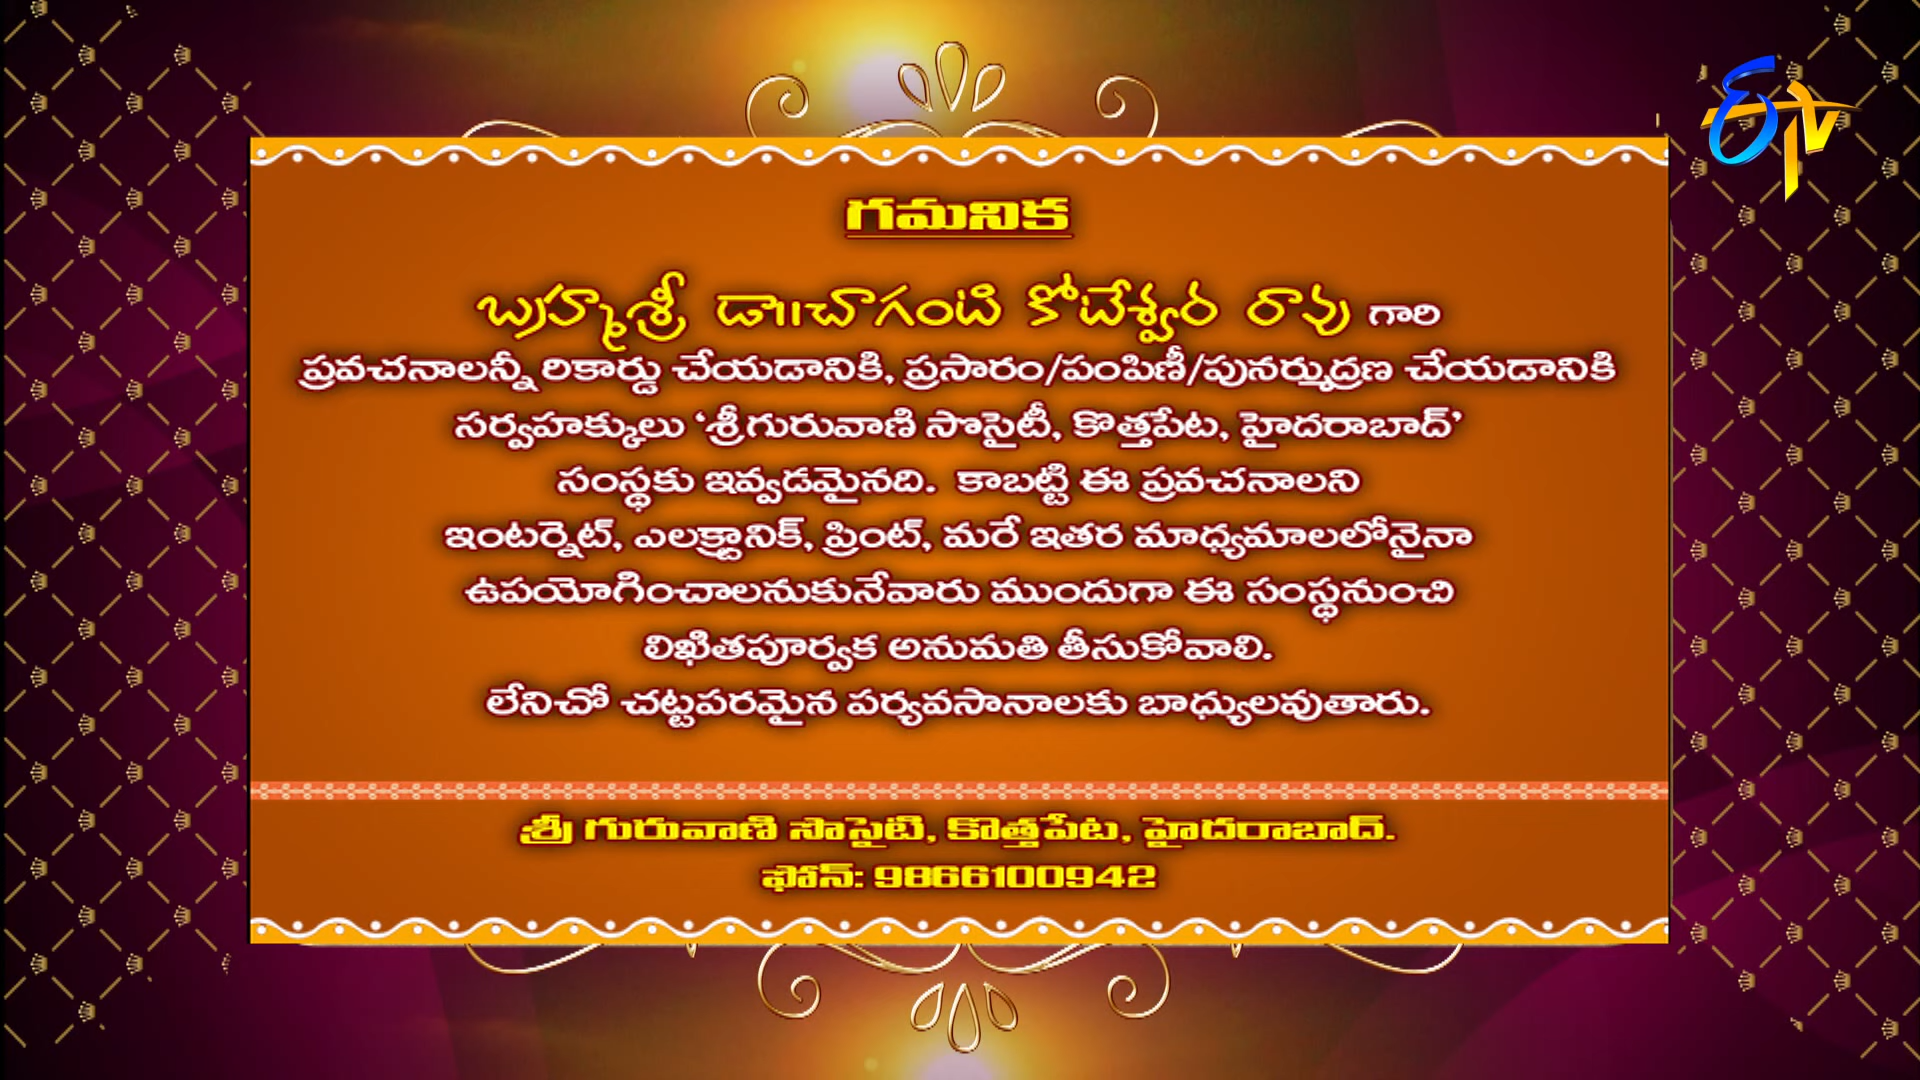 ETV
గమనిక
బ్రహ్మశ్రీ డా॥చాగంటి కోటేశ్వర రావు గారి
ప్రవచనాలన్నీ రికార్డు చేయడానికి, ప్రసారం/పంపిణీ/పునర్ముద్రణ చేయడానికి
సర్వహక్కులు ‘శ్రీగురువాణి సొసైటీ, కొత్తపేట, హైదరాబాద్’
సంస్థకు ఇవ్వడమైనది. కాబట్టి ఈ ప్రవచనాలని
ఇంటర్నెట్, ఎలక్ట్రానిక్, ప్రింట్, మరే ఇతర మాధ్యమాలలోనైనా
ఉపయోగించాలనుకునేవారు ముందుగా ఈ సంస్థనుంచి
లిఖితపూర్వక అనుమతి తీసుకోవాలి.
లేనిచో చట్టపరమైన పర్యవసానాలకు బాధ్యులవుతారు.
శ్రీ గురువాణి సొసైటి, కొత్తపేట, హైదరాబాద్.
ఫోన్: 9866100942